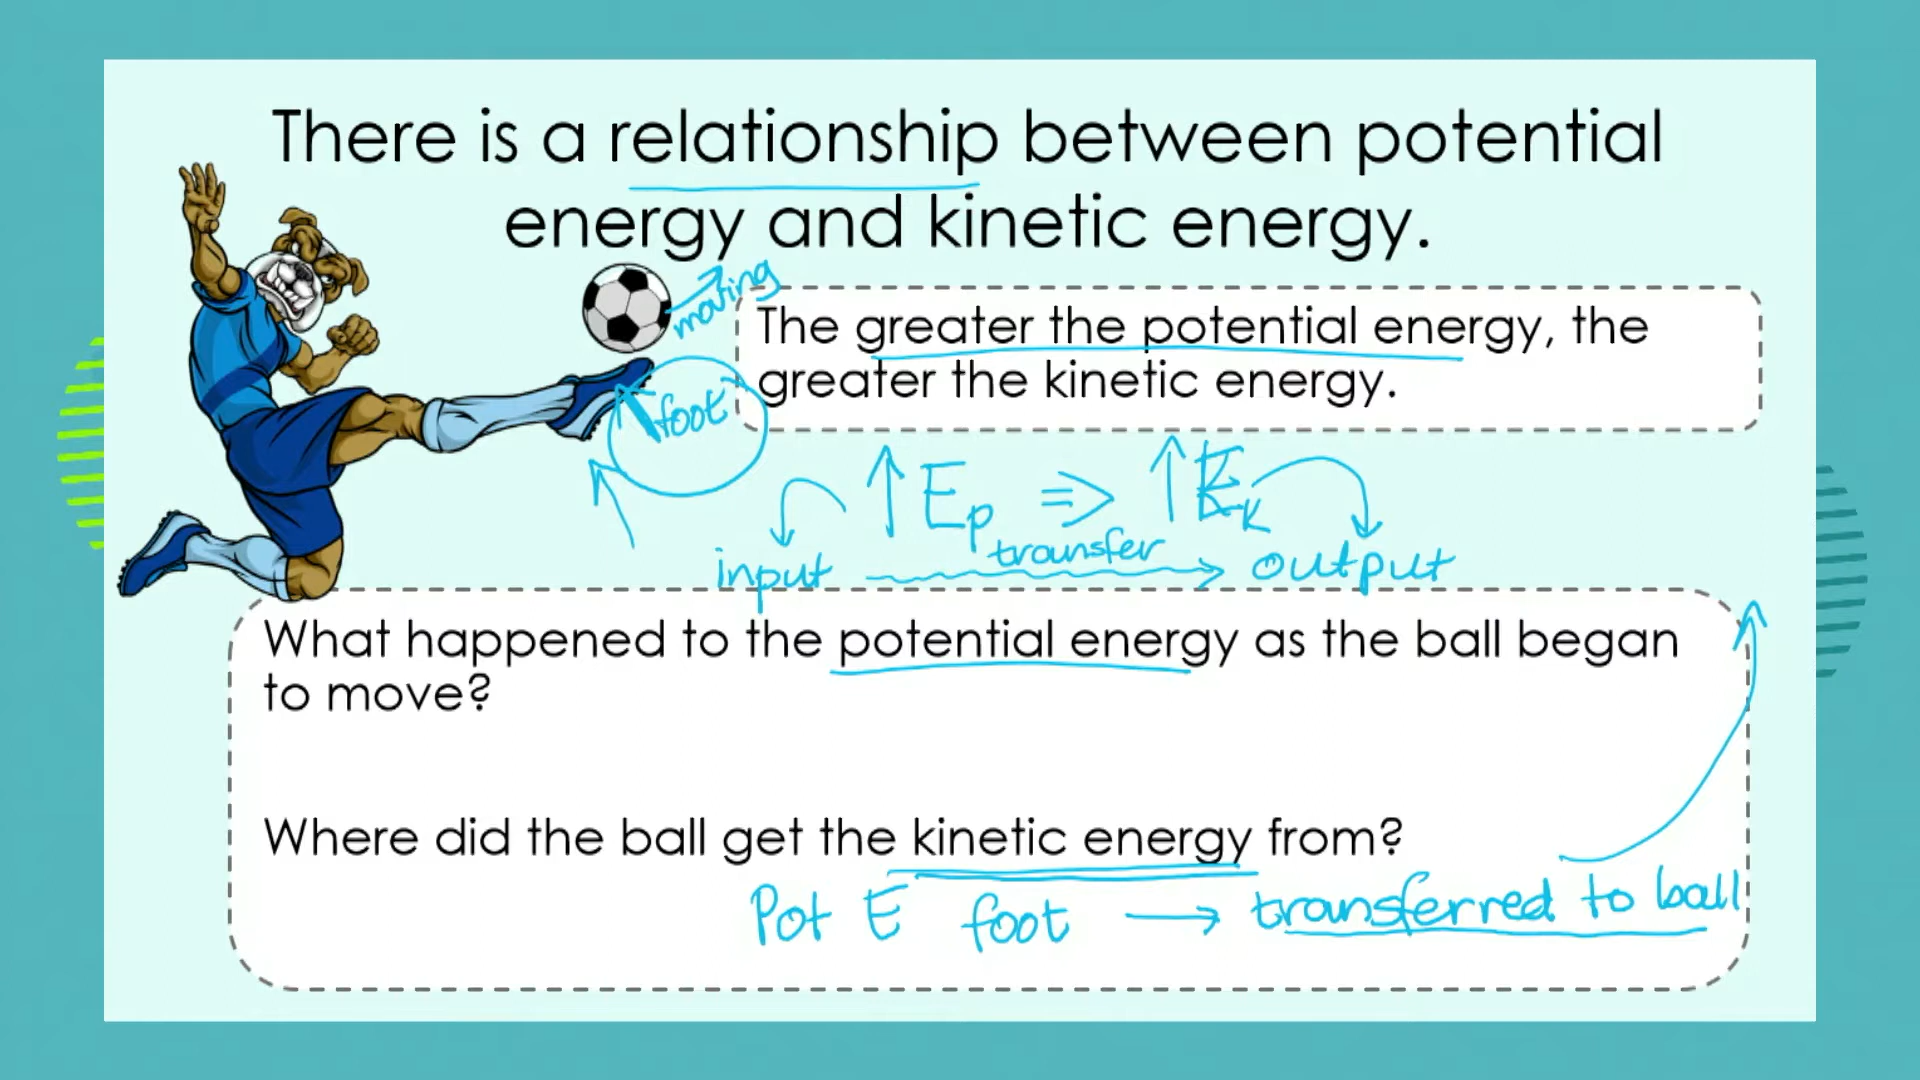 There is a relationship between potential
energy and kinetic energy.
moving
The greater the potential energy, the
greater the kinetic energy.
foot
↑ Ep ⇒ ↑ Ek
transfer
input → output
What happened to the potential energy as the ball began
to move?
Where did the ball get the kinetic energy from?
Pot E foot → transferred to ball